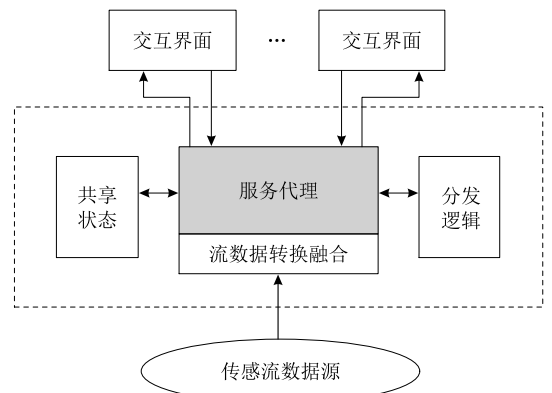 交互界面
...
交互界面
共享
状态
服务代理
分发
逻辑
流数据转换融合
传感流数据源